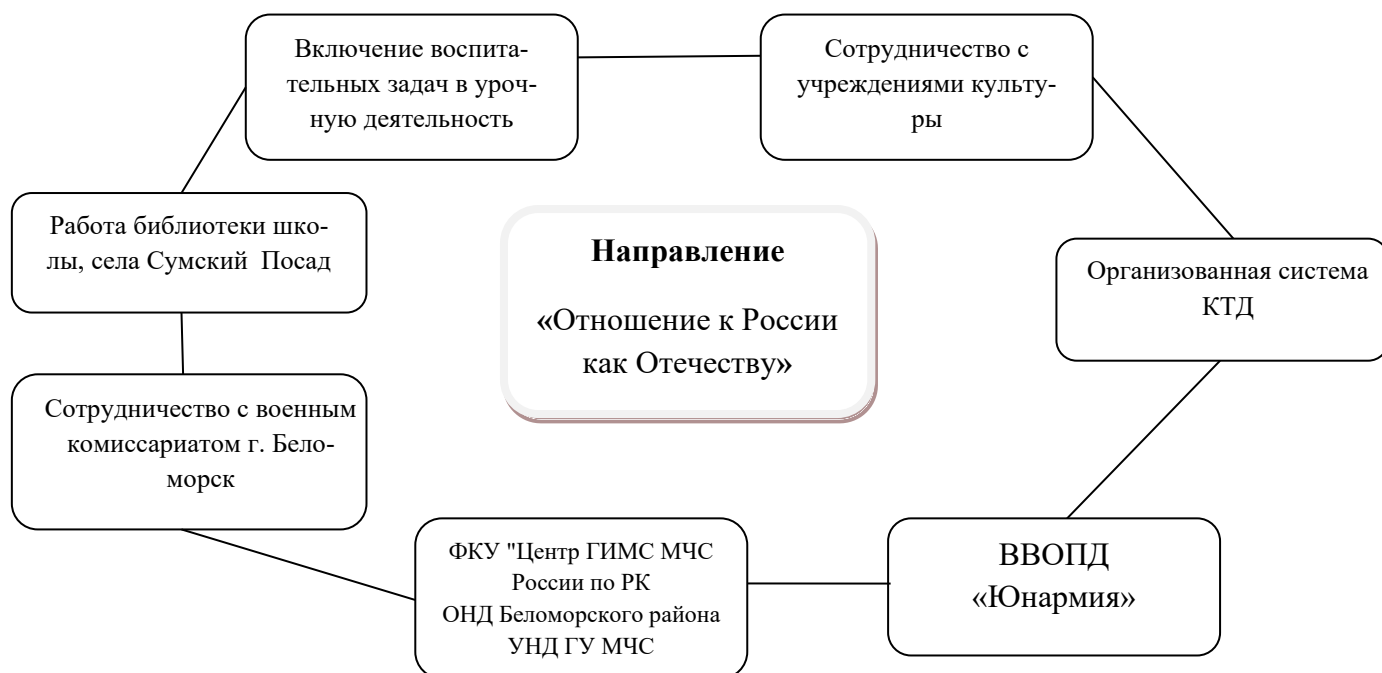 Включение воспита-
тельных задач в уроч-
ную деятельность
Сотрудничество с
учреждениями культу-
ры
Работа библиотеки шко-
лы, села Сумский  Посад
Направление
«Отношение к России
как Отечеству»
Организованная система
КТД
Сотрудничество с военным
комиссариатом г. Бело-
морск
ФКУ "Центр ГИМС МЧС
России по РК
ОНД Беломорского района
УНД ГУ МЧС
ВВОПД
«Юнармия»